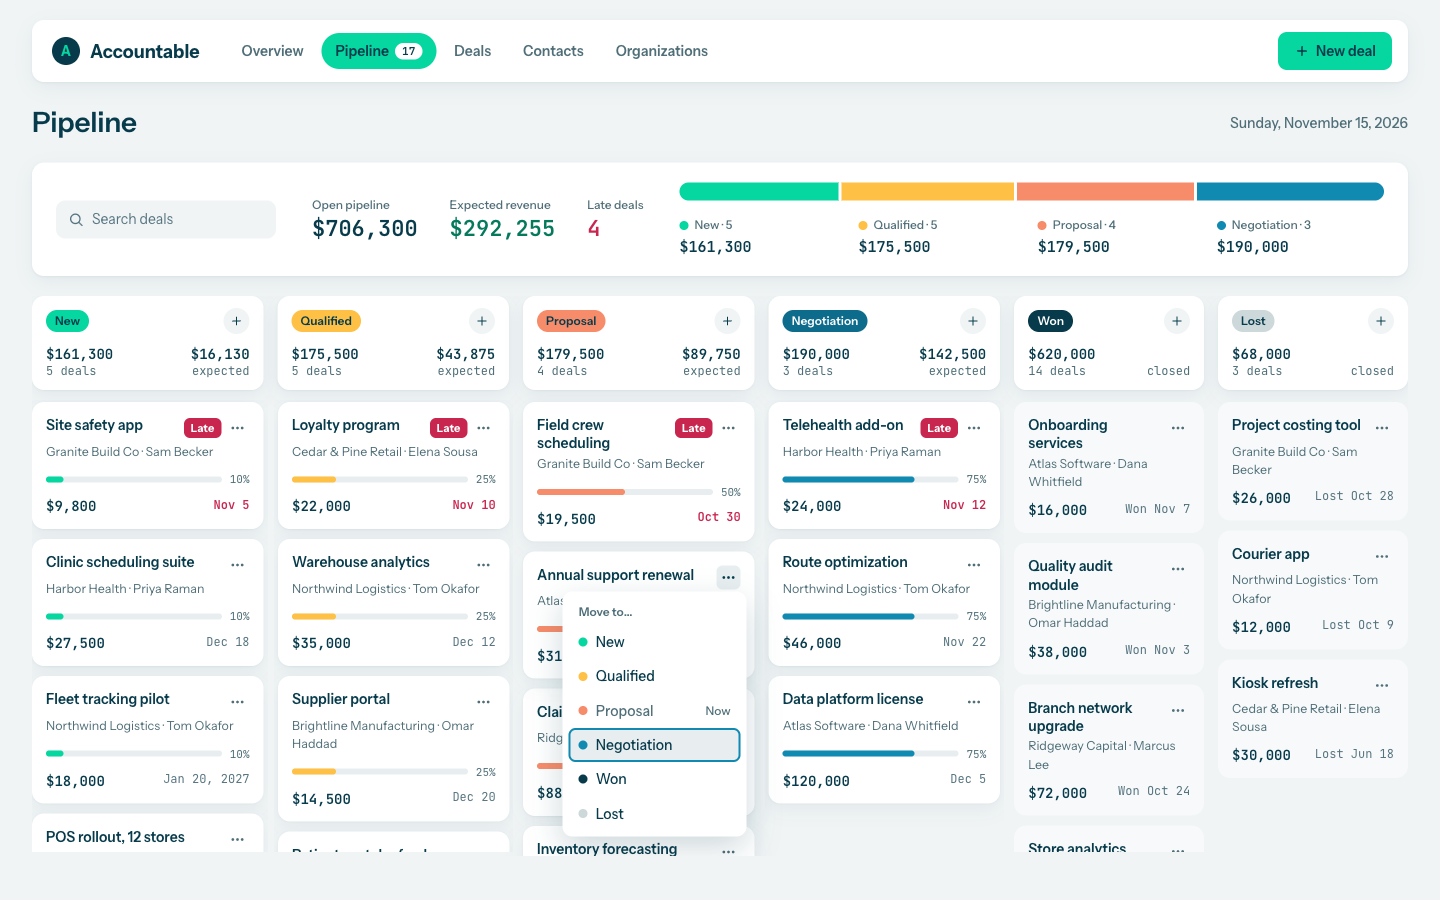 A Accountable Overview Pipeline 17 Deals Contacts Organizations + New deal
Pipeline
Sunday, November 15, 2026
Search deals
Open pipeline
$706,300
Expected revenue
$292,255
Late deals
4
New · 5
$161,300
Qualified · 5
$175,500
Proposal · 4
$179,500
Negotiation · 3
$190,000
New
$161,300 $16,130
5 deals expected
Site safety app Late
Granite Build Co · Sam Becker
10%
$9,800 Nov 5
Clinic scheduling suite
Harbor Health · Priya Raman
10%
$27,500 Dec 18
Fleet tracking pilot
Northwind Logistics · Tom Okafor
10%
$18,000 Jan 20, 2027
POS rollout, 12 stores
Qualified
$175,500 $43,875
5 deals expected
Loyalty program Late
Cedar & Pine Retail · Elena Sousa
25%
$22,000 Nov 10
Warehouse analytics
Northwind Logistics · Tom Okafor
25%
$35,000 Dec 12
Supplier portal
Brightline Manufacturing · Omar
Haddad
25%
$14,500 Dec 20
Proposal
$179,500 $89,750
4 deals expected
Field crew Late
scheduling
Granite Build Co · Sam Becker
50%
$19,500 Oct 30
Annual support renewal
Atlas
$31
Clai
Ridg
$88
Inventory forecasting
Move to...
New
Qualified
Proposal Now
Negotiation
Won
Lost
Negotiation
$190,000 $142,500
3 deals expected
Telehealth add-on Late
Harbor Health · Priya Raman
75%
$24,000 Nov 12
Route optimization
Northwind Logistics · Tom Okafor
75%
$46,000 Nov 22
Data platform license
Atlas Software · Dana Whitfield
75%
$120,000 Dec 5
Won
$620,000
14 deals closed
Onboarding
services
Atlas Software · Dana
Whitfield
$16,000 Won Nov 7
Quality audit
module
Brightline Manufacturing ·
Omar Haddad
$38,000 Won Nov 3
Branch network
upgrade
Ridgeway Capital · Marcus
Lee
$72,000 Won Oct 24
Store analytics
Lost
$68,000
3 deals closed
Project costing tool
Granite Build Co · Sam
Becker
$26,000 Lost Oct 28
Courier app
Northwind Logistics · Tom
Okafor
$12,000 Lost Oct 9
Kiosk refresh
Cedar & Pine Retail · Elena
Sousa
$30,000 Lost Jun 18